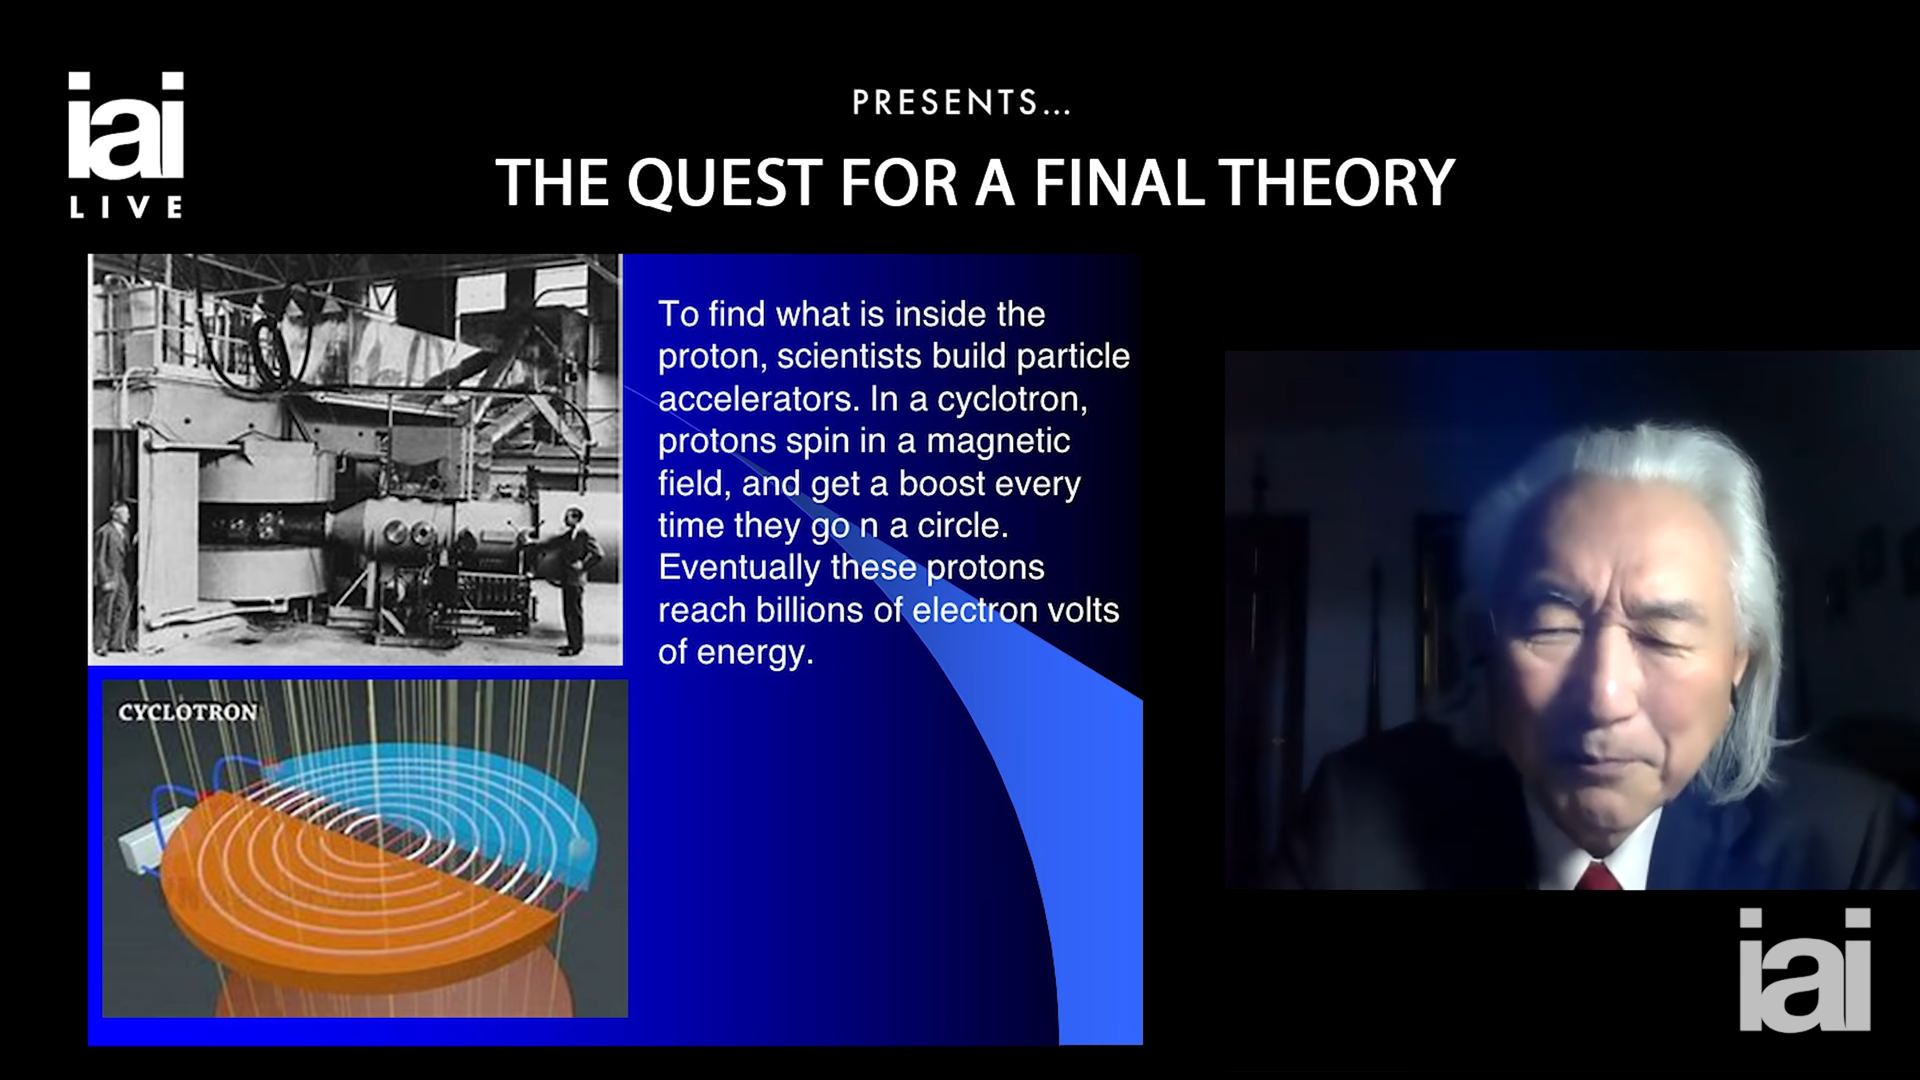 iai
LIVE
PRESENTS...
THE QUEST FOR A FINAL THEORY
To find what is inside the
proton, scientists build particle
accelerators. In a cyclotron,
protons spin in a magnetic
field, and get a boost every
time they go n a circle.
Eventually these protons
reach billions of electron volts
of energy.
CYCLOTRON
iai